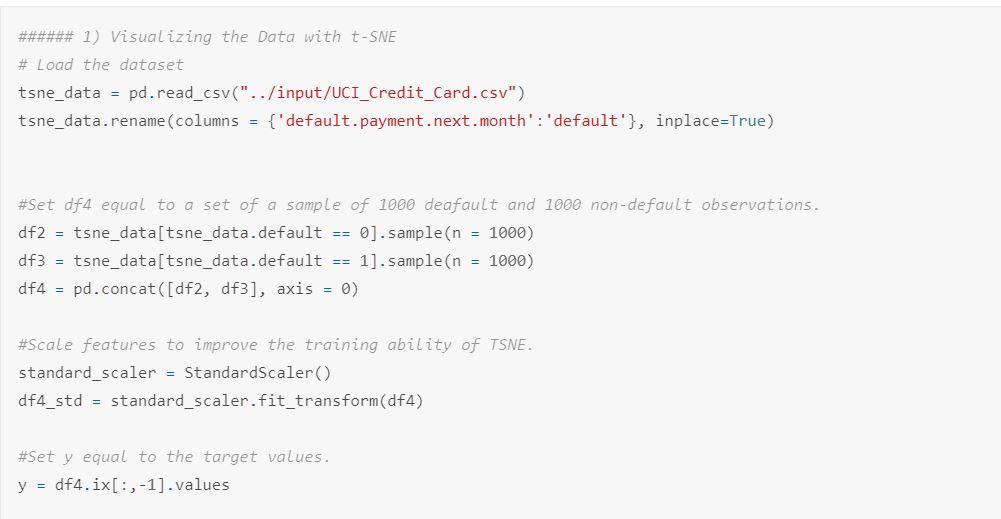 ###### 1) Visualizing the Data with t-SNE
# Load the dataset
tsne_data = pd.read_csv("../input/UCI_Credit_Card.csv")
tsne_data.rename(columns = {'default.payment.next.month':'default'}, inplace=True)
#Set df4 equal to a set of a sample of 1000 deafault and 1000 non-default observations.
df2 = tsne_data[tsne_data.default == 0].sample(n = 1000)
df3 = tsne_data[tsne_data.default == 1].sample(n = 1000)
df4 = pd.concat([df2, df3], axis = 0)
#Scale features to improve the training ability of TSNE.
standard_scaler = StandardScaler()
df4_std = standard_scaler.fit_transform(df4)
#Set y equal to the target values.
y = df4.ix[:,-1].values